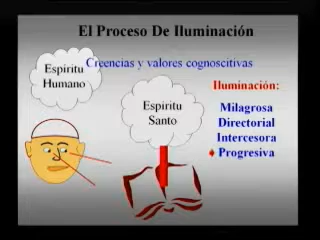 El Proceso De Iluminación
Creencias y valores cognoscitivas
Espíritu
Humano
Espíritu
Santo
Iluminación:
Milagrosa
Directorial
Intercesora
Progresiva